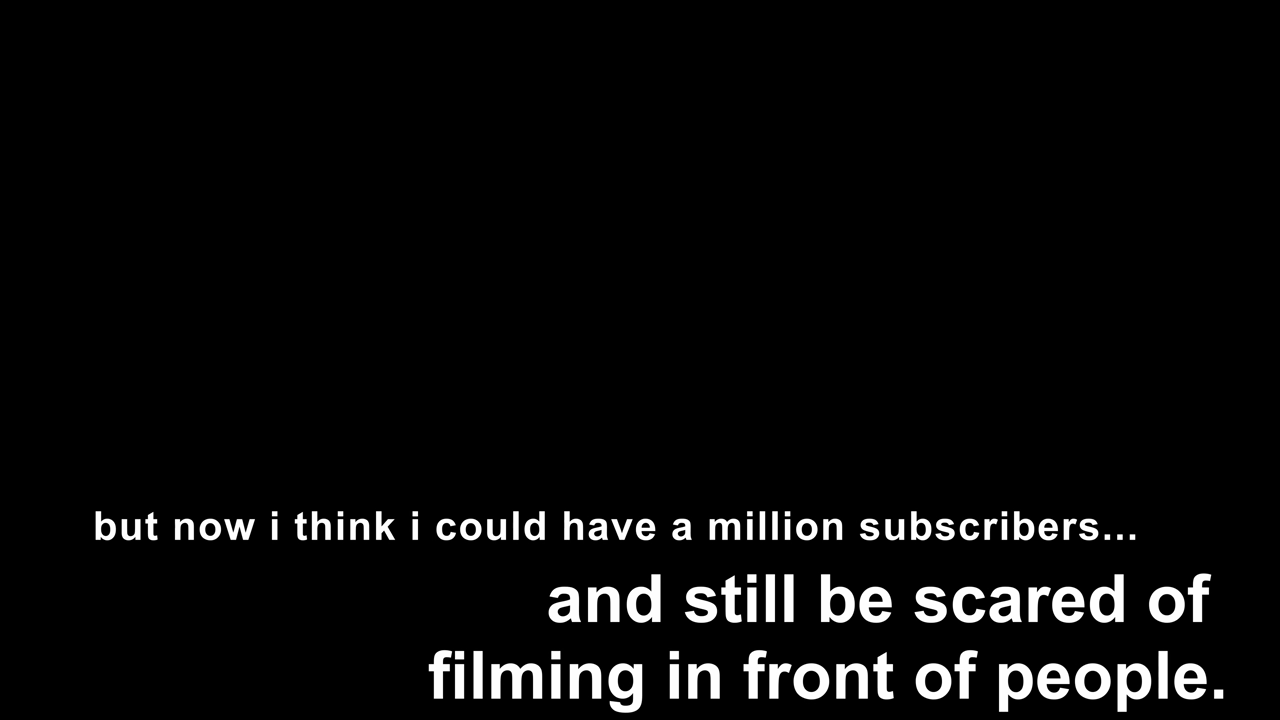 but now i think i could have a million subscribers...
and still be scared of
filming in front of people.